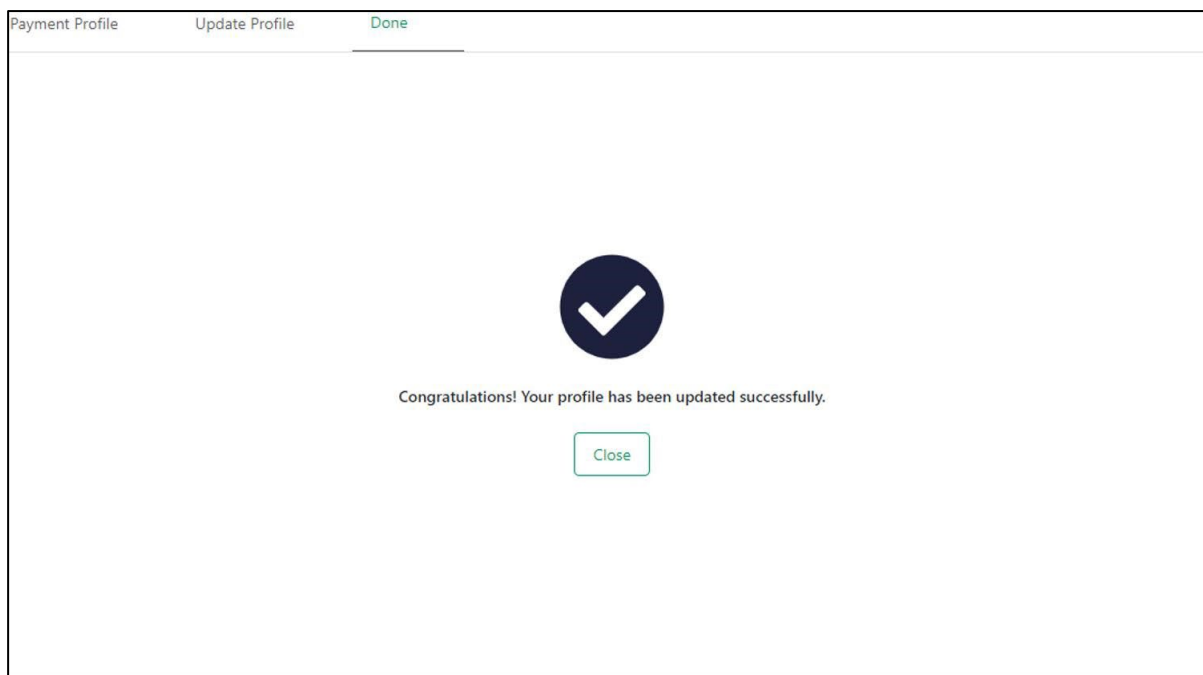 Payment Profile Update Profile Done
Congratulations! Your profile has been updated successfully.
Close